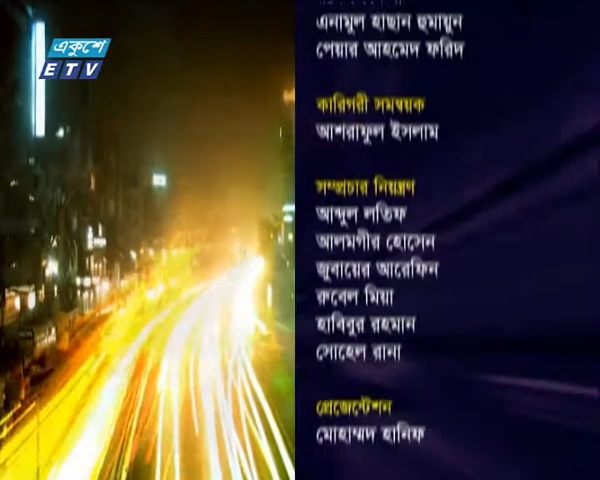 একুশে
ETV
এনামুল হাছান হুমায়ুন
পেয়ার আহমেদ ফরিদ
কারিগরী সমন্বয়ক
আশরাফুল ইসলাম
সম্প্রচার নিয়ন্ত্রণ
আব্দুল লতিফ
আলমগীর হোসেন
জুবায়ের আরেফিন
রুবেল মিয়া
হাবিবুর রহমান
সোহেল রানা
প্রেজেন্টেশন
মোহাম্মদ হানিফ